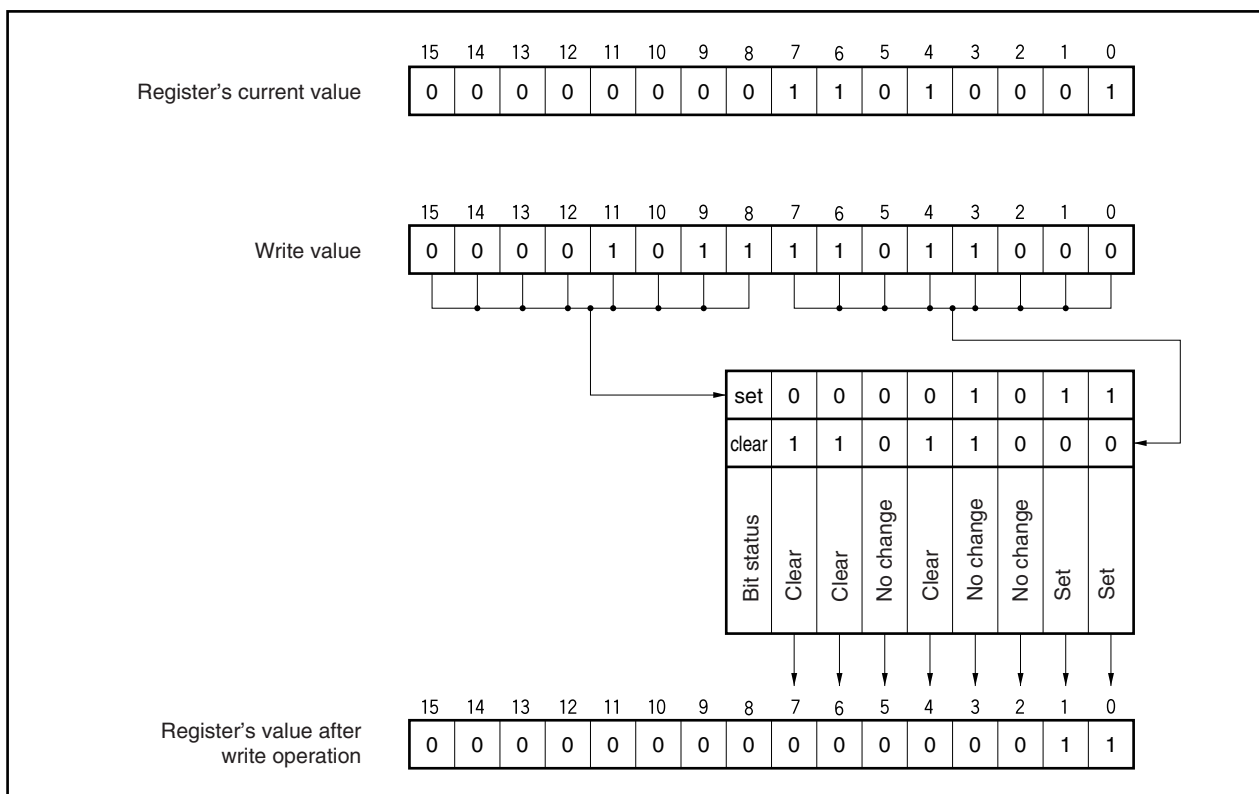 15 14 13 12 11 10 9 8 7 6 5 4 3 2 1 0
Register's current value 0 0 0 0 0 0 0 0 1 1 0 1 0 0 0 1
15 14 13 12 11 10 9 8 7 6 5 4 3 2 1 0
Write value 0 0 0 0 1 0 1 1 1 1 0 1 1 0 0 0
set 0 0 0 0 1 0 1 1
clear 1 1 0 1 1 0 0 0
Bit status Clear Clear No change Clear No change No change Set Set
15 14 13 12 11 10 9 8 7 6 5 4 3 2 1 0
Register's value after
write operation 0 0 0 0 0 0 0 0 0 0 0 0 0 0 1 1